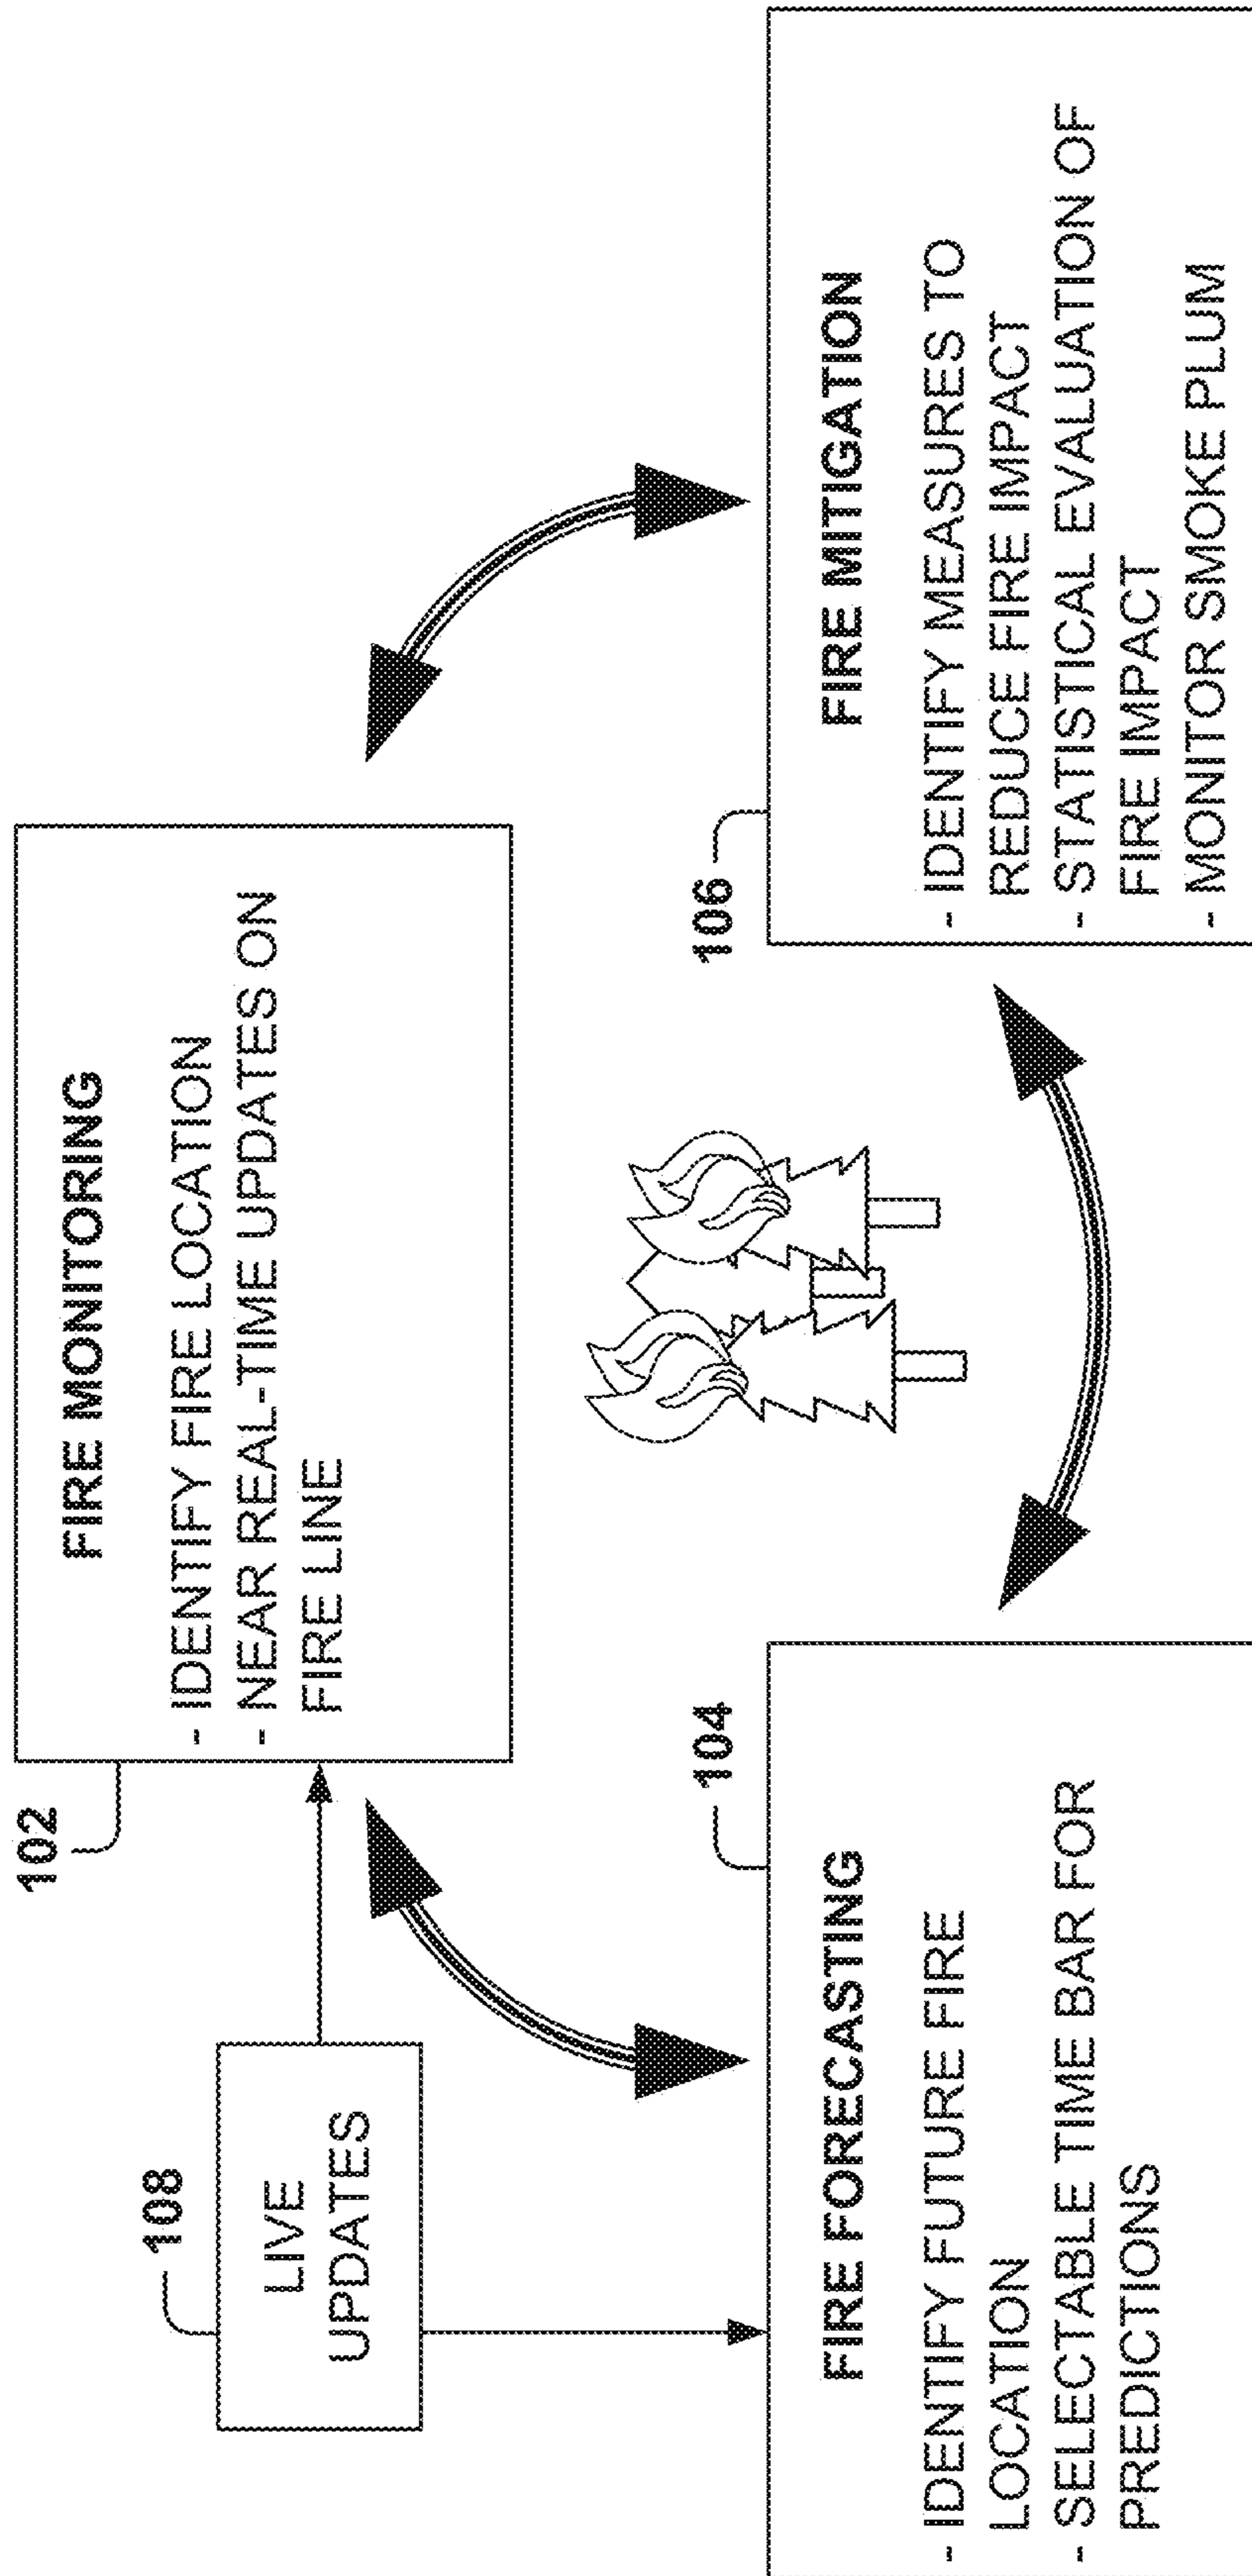 102
FIRE MONITORING
- IDENTIFY FIRE LOCATION
- NEAR REAL-TIME UPDATES ON
FIRE LINE
108
LIVE
UPDATES
104
FIRE FORECASTING
- IDENTIFY FUTURE FIRE
LOCATION
- SELECTABLE TIME BAR FOR
PREDICTIONS
106
FIRE MITIGATION
- IDENTIFY MEASURES TO
REDUCE FIRE IMPACT
- STATISTICAL EVALUATION OF
FIRE IMPACT
- MONITOR SMOKE PLUM